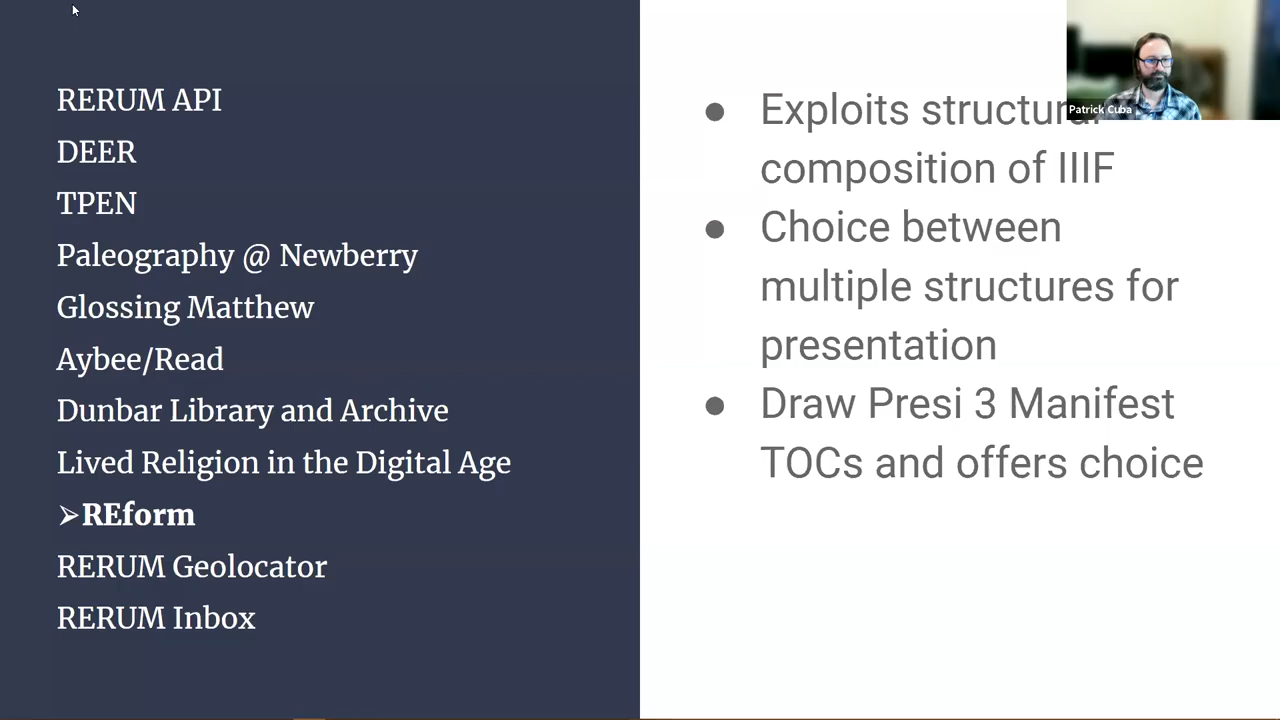 RERUM API
DEER
TPEN
Paleography @ Newberry
Glossing Matthew
Aybee/Read
Dunbar Library and Archive
Lived Religion in the Digital Age
➢REform
RERUM Geolocator
RERUM Inbox
● Exploits structural
composition of IIIF
● Choice between
multiple structures for
presentation
● Draw Presi 3 Manifest
TOCs and offers choice
Patrick Cuba